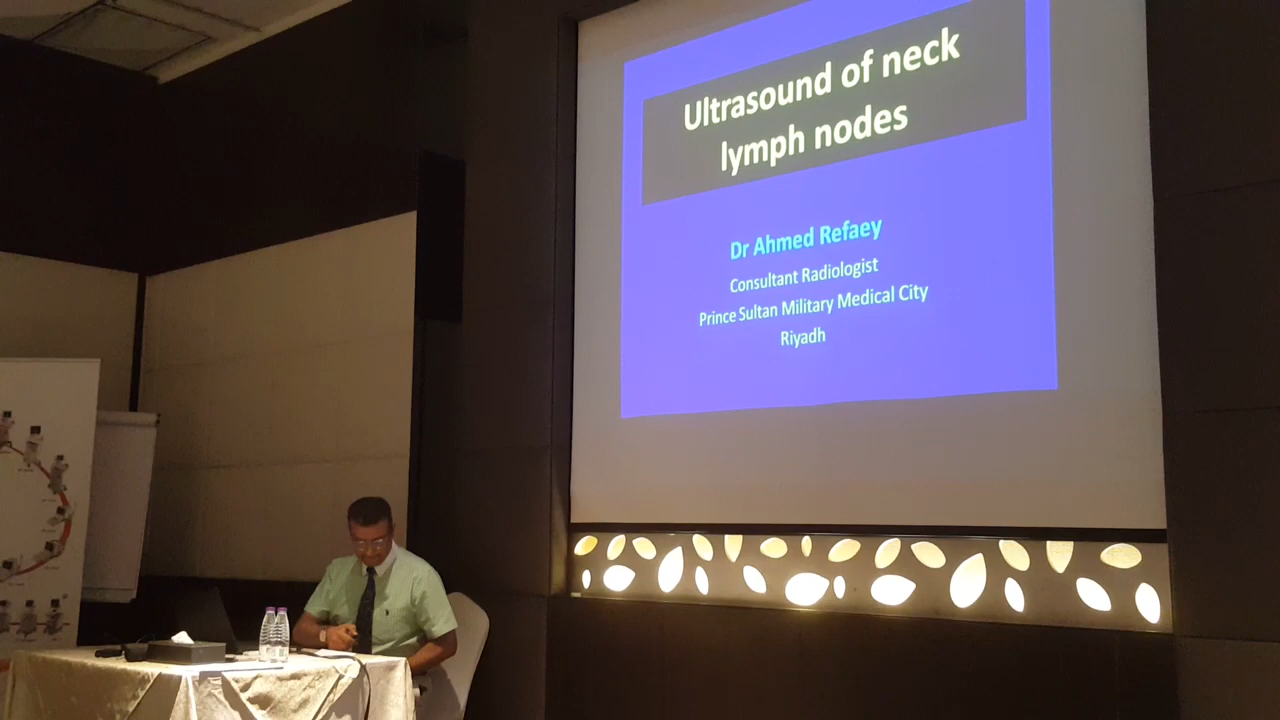 Ultrasound of neck
lymph nodes
Dr Ahmed Refaey
Consultant Radiologist
Prince Sultan Military Medical City
Riyadh